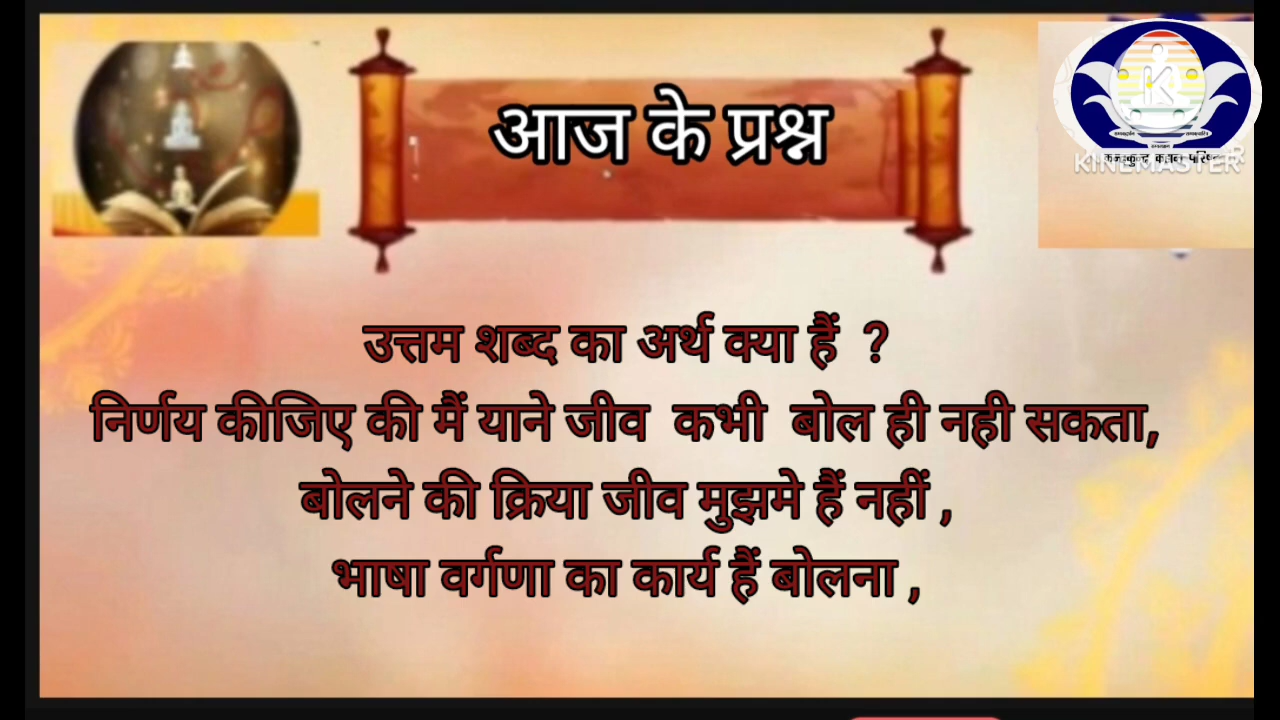 आज के प्रश्न
KINEMASTER
उत्तम शब्द का अर्थ क्या हैं ?
निर्णय कीजिए की मैं याने जीव कभी बोल ही नही सकता,
बोलने की क्रिया जीव मुझमे हैं नहीं ,
भाषा वर्गणा का कार्य हैं बोलना ,